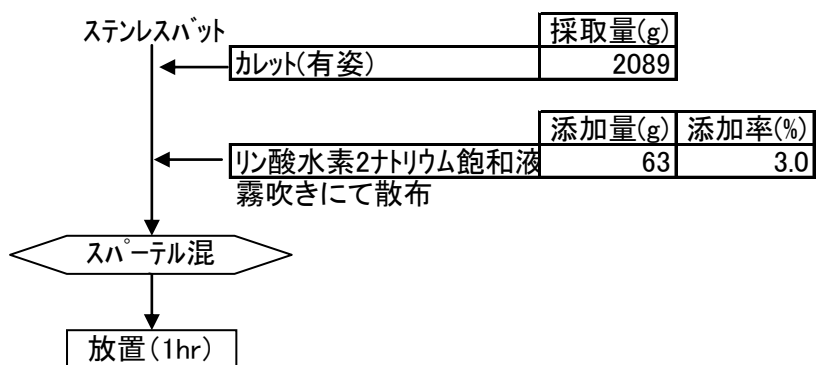 ステンレスバット 採取量(g)
カレット(有姿) 2089
添加量(g) 添加率(%)
リン酸水素2ナトリウム飽和液 63 3.0
霧吹きにて散布
スパーテル混
放置(1hr)